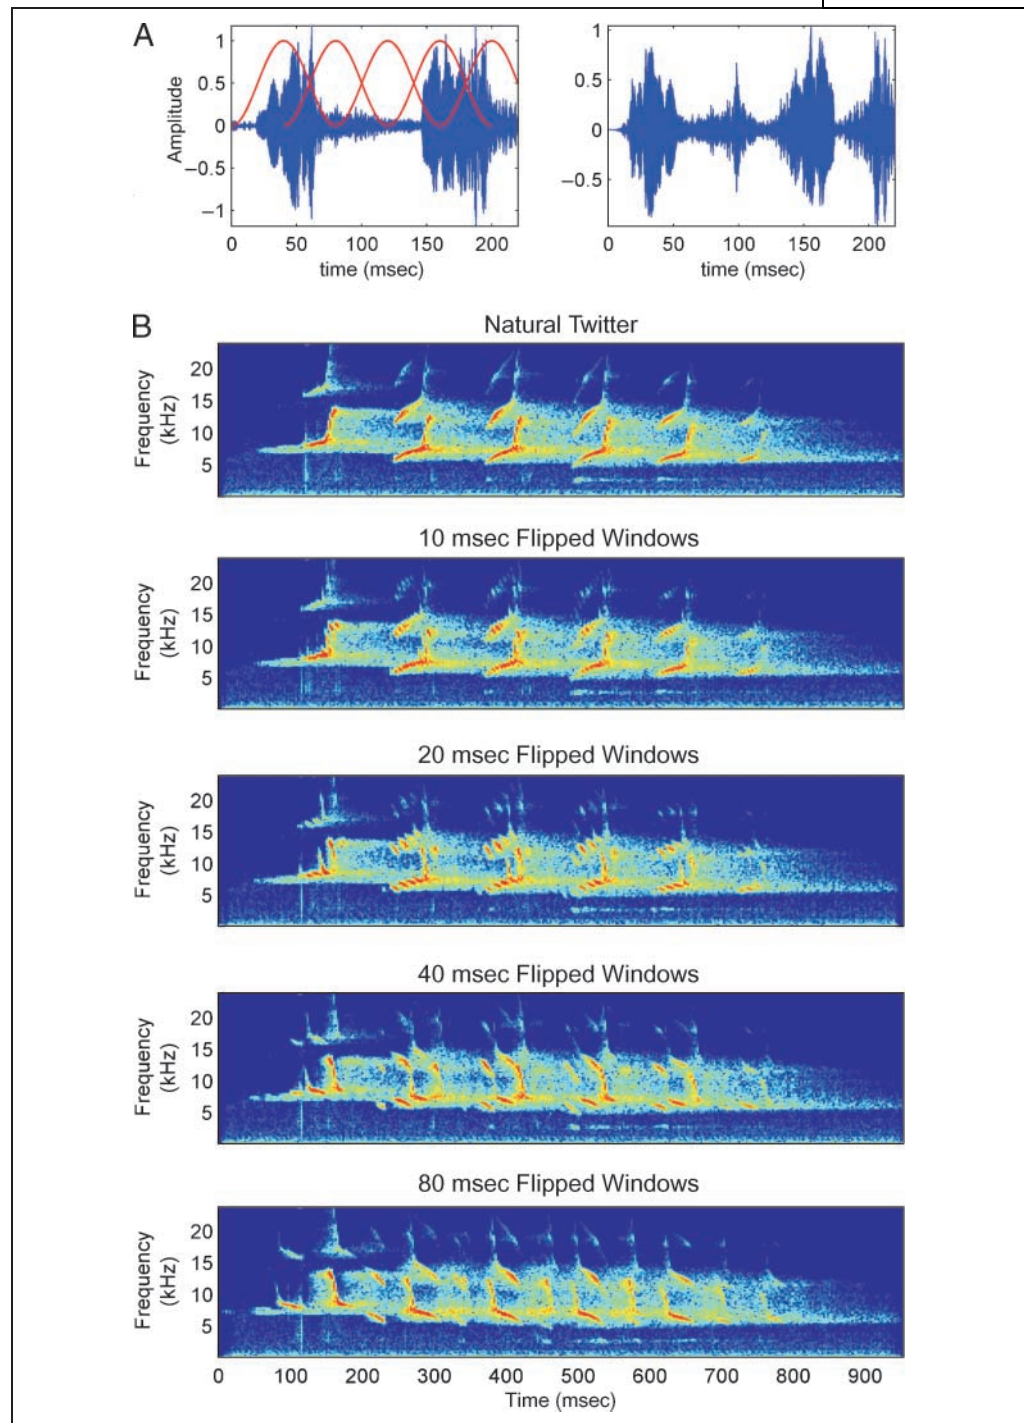 A
1
0.5
0
−0.5
−1
Amplitude
0 50 100 150 200
time (msec)
1
0.5
0
−0.5
0 50 100 150 200
time (msec)
B
Natural Twitter
20
15
10
5
Frequency
(kHz)
10 msec Flipped Windows
20
15
10
5
Frequency
(kHz)
20 msec Flipped Windows
20
15
10
5
Frequency
(kHz)
40 msec Flipped Windows
20
15
10
5
Frequency
(kHz)
80 msec Flipped Windows
20
15
10
5
Frequency
(kHz)
0 100 200 300 400 500 600 700 800 900
Time (msec)